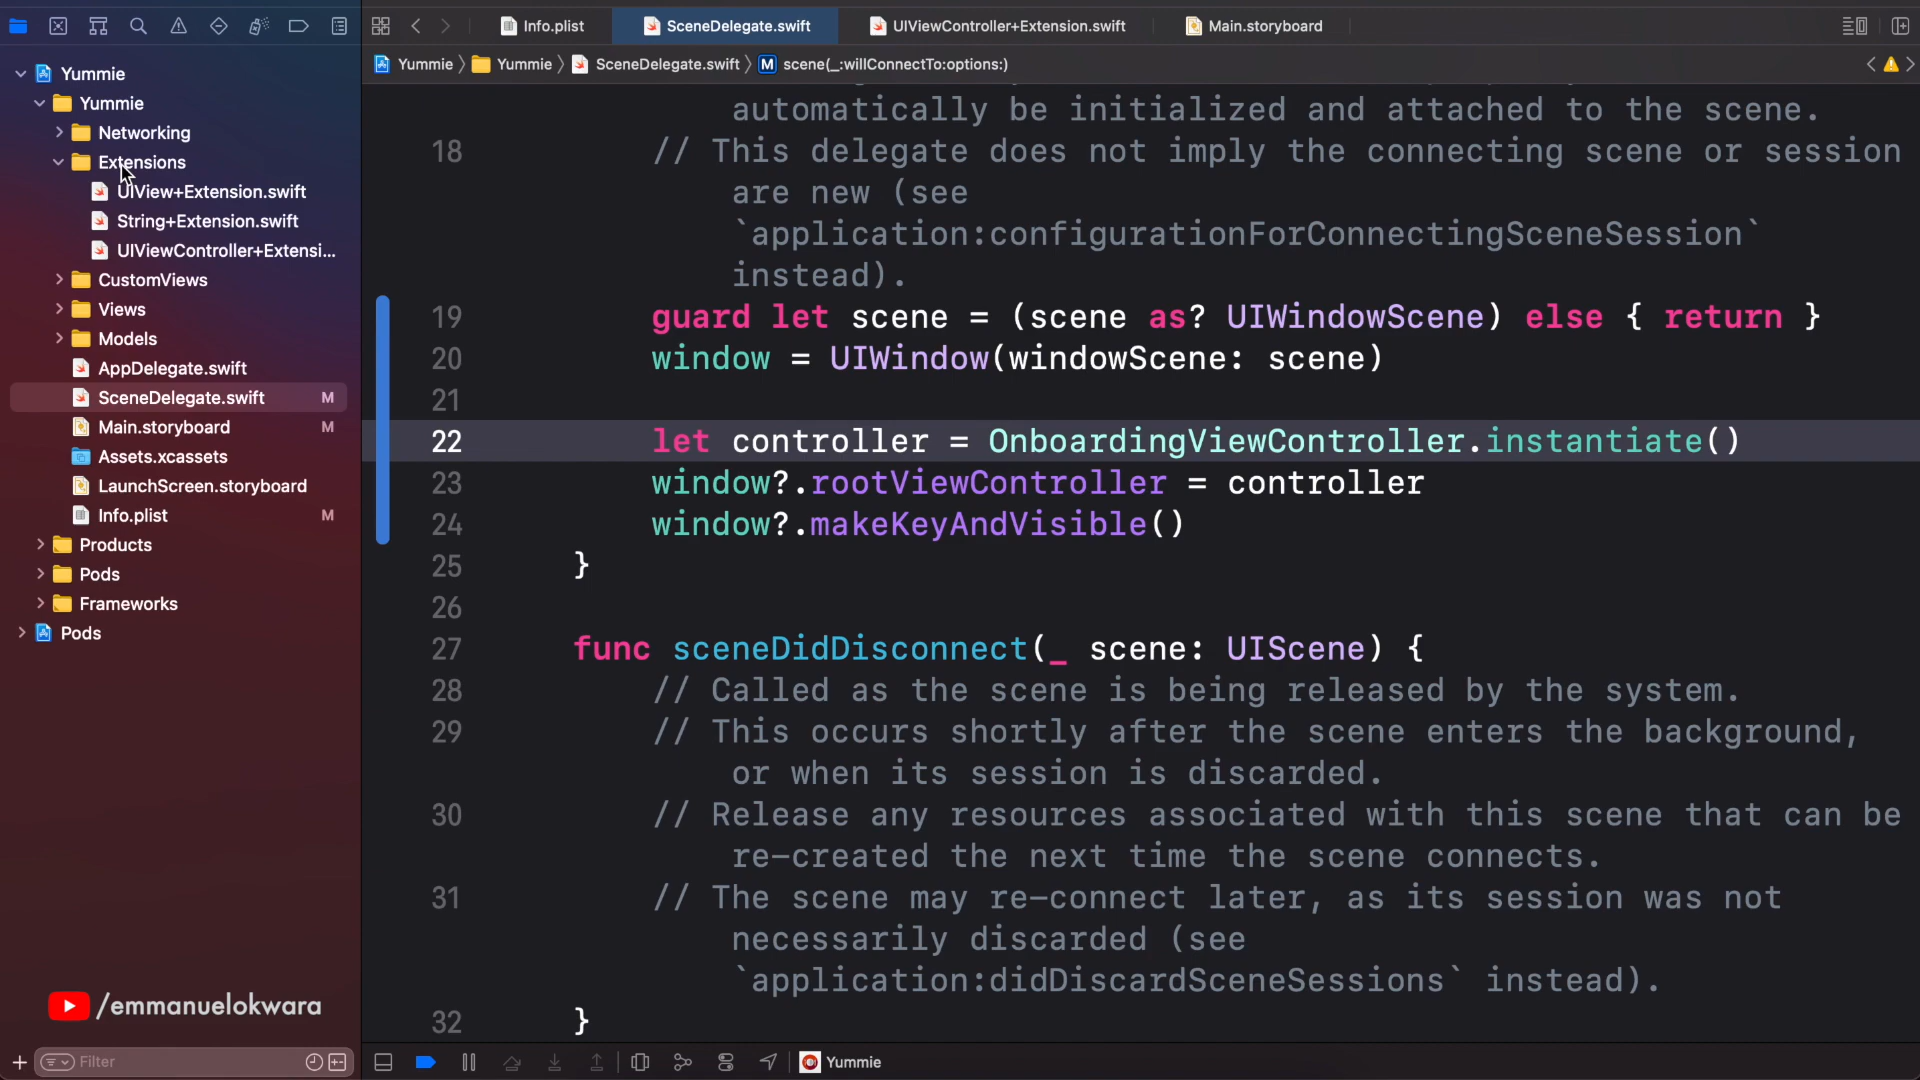 Info.plist
SceneDelegate.swift
UIViewController+Extension.swift
Main.storyboard
Yummie
Yummie
SceneDelegate.swift
M scene(_:willConnectTo:options:)
Yummie
Yummie
Networking
Extensions
UIView+Extension.swift
String+Extension.swift
UIViewController+Extensi...
CustomViews
Views
Models
AppDelegate.swift
SceneDelegate.swift M
Main.storyboard M
Assets.xcassets
LaunchScreen.storyboard
Info.plist M
Products
Pods
Frameworks
Pods
/emmanuelokwara
Filter
automatically be initialized and attached to the scene.
18 // This delegate does not imply the connecting scene or session
are new (see
`application:configurationForConnectingSceneSession`
instead).
19 guard let scene = (scene as? UIWindowScene) else { return }
20 window = UIWindow(windowScene: scene)
21
22 let controller = OnboardingViewController.instantiate()
23 window?.rootViewController = controller
24 window?.makeKeyAndVisible()
25 }
26
27 func sceneDidDisconnect(_ scene: UIScene) {
28 // Called as the scene is being released by the system.
29 // This occurs shortly after the scene enters the background,
or when its session is discarded.
30 // Release any resources associated with this scene that can be
re-created the next time the scene connects.
31 // The scene may re-connect later, as its session was not
necessarily discarded (see
`application:didDiscardSceneSessions` instead).
32 }
Yummie